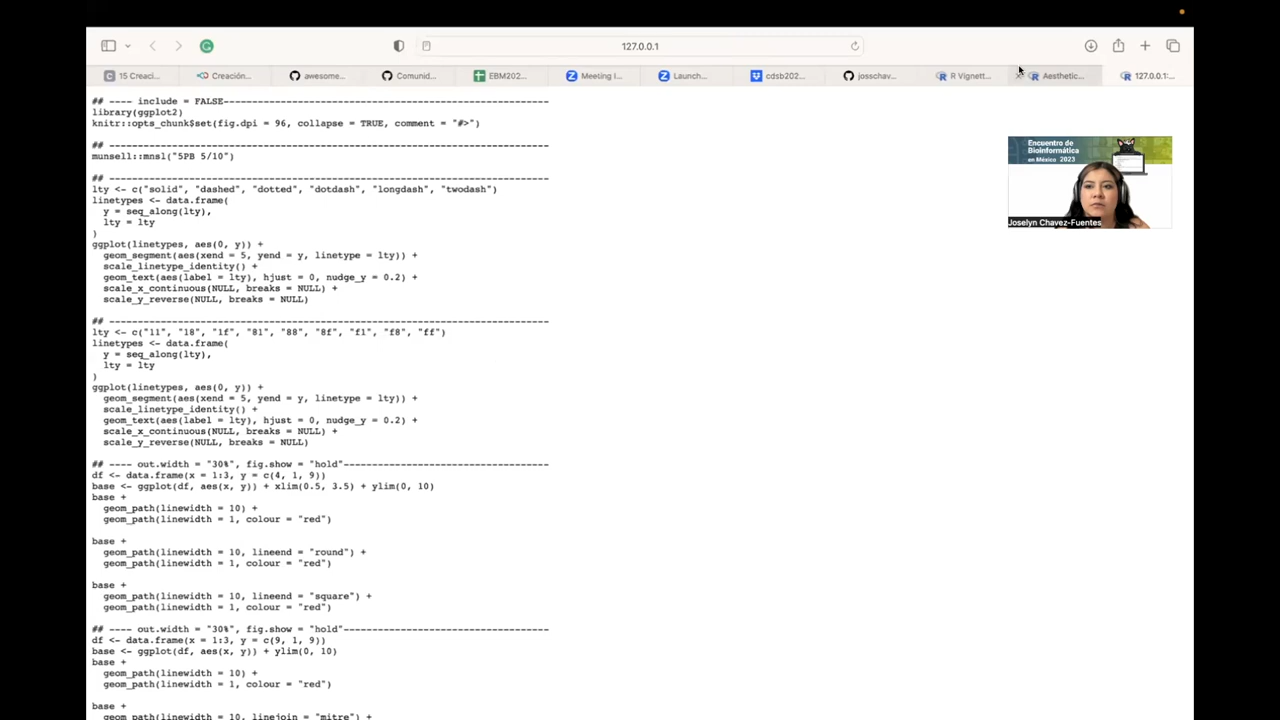 127.0.0.1
15 Creaci...
Creación...
awesome...
Comunid...
EBM202...
Meeting I...
Launch...
cdsb202...
josschav...
R Vignett...
Aesthetic...
127.0.0.1:...
## ---- include = FALSE-----------------------------------------------------
library(ggplot2)
knitr::opts_chunk$set(fig.dpi = 96, collapse = TRUE, comment = "#>")
## -------------------------------------------------------------------------
munsell::mnsl("5PB 5/10")
## -------------------------------------------------------------------------
lty <- c("solid", "dashed", "dotted", "dotdash", "longdash", "twodash")
linetypes <- data.frame(
  y = seq_along(lty),
  lty = lty
)
ggplot(linetypes, aes(0, y)) +
  geom_segment(aes(xend = 5, yend = y, linetype = lty)) +
  scale_linetype_identity() +
  geom_text(aes(label = lty), hjust = 0, nudge_y = 0.2) +
  scale_x_continuous(NULL, breaks = NULL) +
  scale_y_reverse(NULL, breaks = NULL)
## -------------------------------------------------------------------------
lty <- c("11", "18", "1f", "81", "88", "8f", "f1", "f8", "ff")
linetypes <- data.frame(
  y = seq_along(lty),
  lty = lty
)
ggplot(linetypes, aes(0, y)) +
  geom_segment(aes(xend = 5, yend = y, linetype = lty)) +
  scale_linetype_identity() +
  geom_text(aes(label = lty), hjust = 0, nudge_y = 0.2) +
  scale_x_continuous(NULL, breaks = NULL) +
  scale_y_reverse(NULL, breaks = NULL)
## ---- out.width = "30%", fig.show = "hold"--------------------------------
df <- data.frame(x = 1:3, y = c(4, 1, 9))
base <- ggplot(df, aes(x, y)) + xlim(0.5, 3.5) + ylim(0, 10)
base +
  geom_path(linewidth = 10) +
  geom_path(linewidth = 1, colour = "red")
base +
  geom_path(linewidth = 10, lineend = "round") +
  geom_path(linewidth = 1, colour = "red")
base +
  geom_path(linewidth = 10, lineend = "square") +
  geom_path(linewidth = 1, colour = "red")
## ---- out.width = "30%", fig.show = "hold"--------------------------------
df <- data.frame(x = 1:3, y = c(9, 1, 9))
base <- ggplot(df, aes(x, y)) + ylim(0, 10)
base +
  geom_path(linewidth = 10) +
  geom_path(linewidth = 1, colour = "red")
base +
  geom_path(linewidth = 10, linejoin = "mitre") +
Encuentro de
Bioinformática
en México 2023
Joselyn Chavez-Fuentes